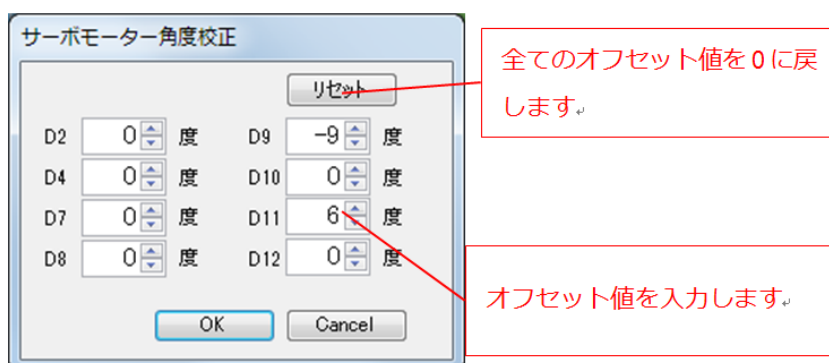 サーボモーター角度校正
リセット
全てのオフセット値を0に戻
します。
D2 0 度 D9 -9 度
D4 0 度 D10 0 度
D7 0 度 D11 6 度
D8 0 度 D12 0 度
オフセット値を入力します。
OK Cancel